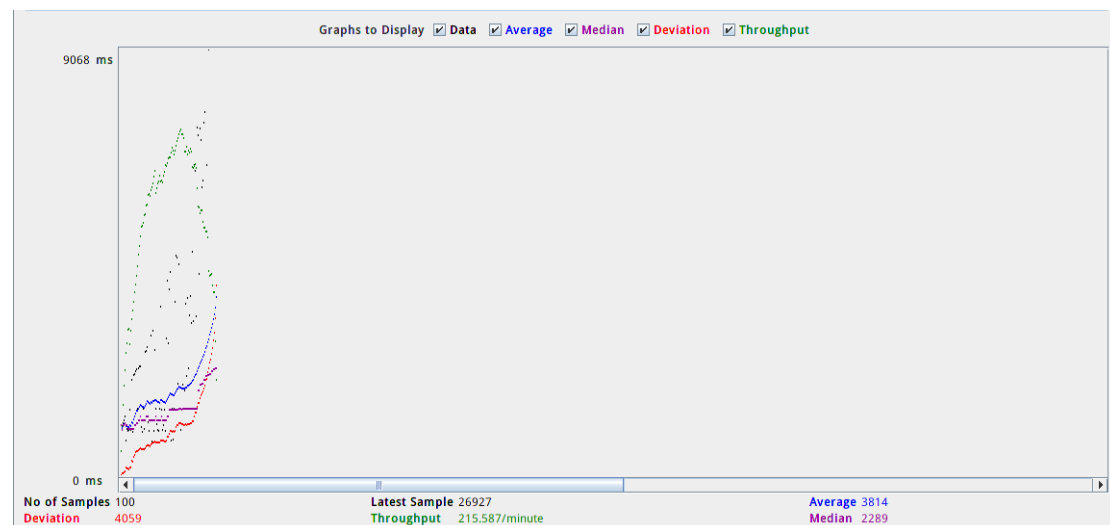 Graphs to Display Data Average Median Deviation Throughput
9068 ms
0 ms
No of Samples 100 Latest Sample 26927 Average 3814
Deviation 4059 Throughput 215.587/minute Median 2289